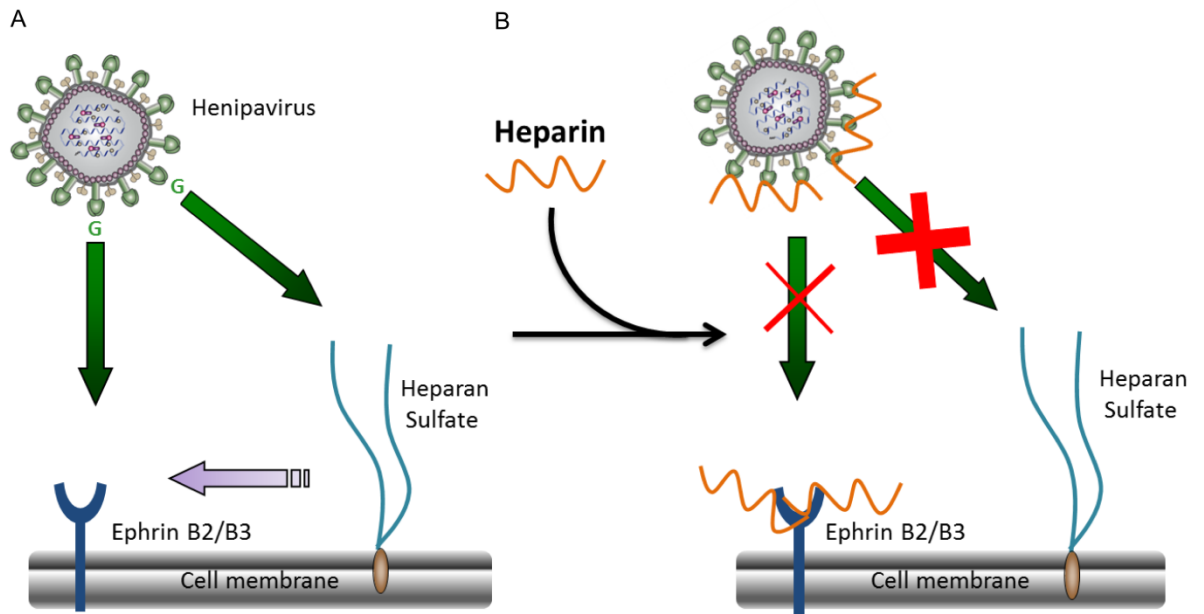 A
Henipavirus
G
G
Heparan
Sulfate
Ephrin B2/B3
Cell membrane
B
Heparin
Heparan
Sulfate
Ephrin B2/B3
Cell membrane